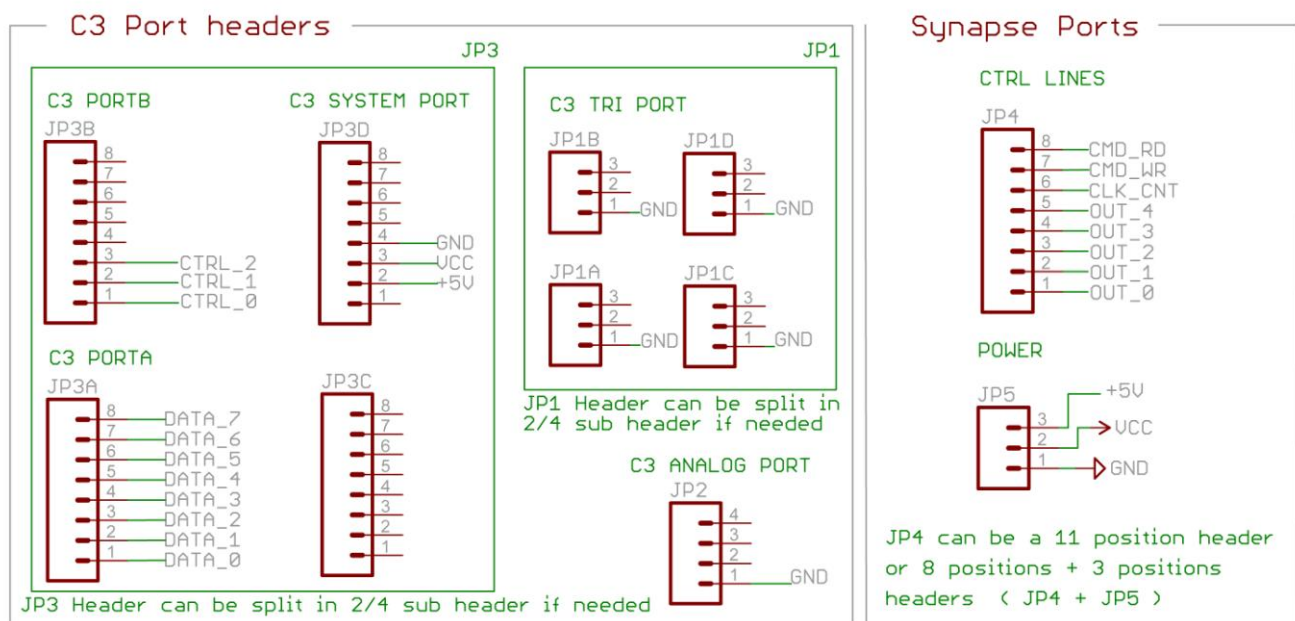 C3 Port headers
JP3
JP1
C3 PORTB
JP3B
8
7
6
5
4
3 CTRL_2
2 CTRL_1
1 CTRL_0
C3 SYSTEM PORT
JP3D
8
7
6
5
4 GND
3 VCC
2 +5V
1
C3 PORTA
JP3A
8 DATA_7
7 DATA_6
6 DATA_5
5 DATA_4
4 DATA_3
3 DATA_2
2 DATA_1
1 DATA_0
JP3C
8
7
6
5
4
3
2
1
JP3 Header can be split in 2/4 sub header if needed
C3 TRI PORT
JP1B
3
2
1 GND
JP1D
3
2
1 GND
JP1A
3
2
1 GND
JP1C
3
2
1 GND
JP1 Header can be split in
2/4 sub header if needed
C3 ANALOG PORT
JP2
4
3
2
1 GND
Synapse Ports
CTRL LINES
JP4
8 CMD_RD
7 CMD_WR
6 CLK_CNT
5 OUT_4
4 OUT_3
3 OUT_2
2 OUT_1
1 OUT_0
POWER
JP5
3 +5V
2 VCC
1 GND
JP4 can be a 11 position header
or 8 positions + 3 positions
headers ( JP4 + JP5 )